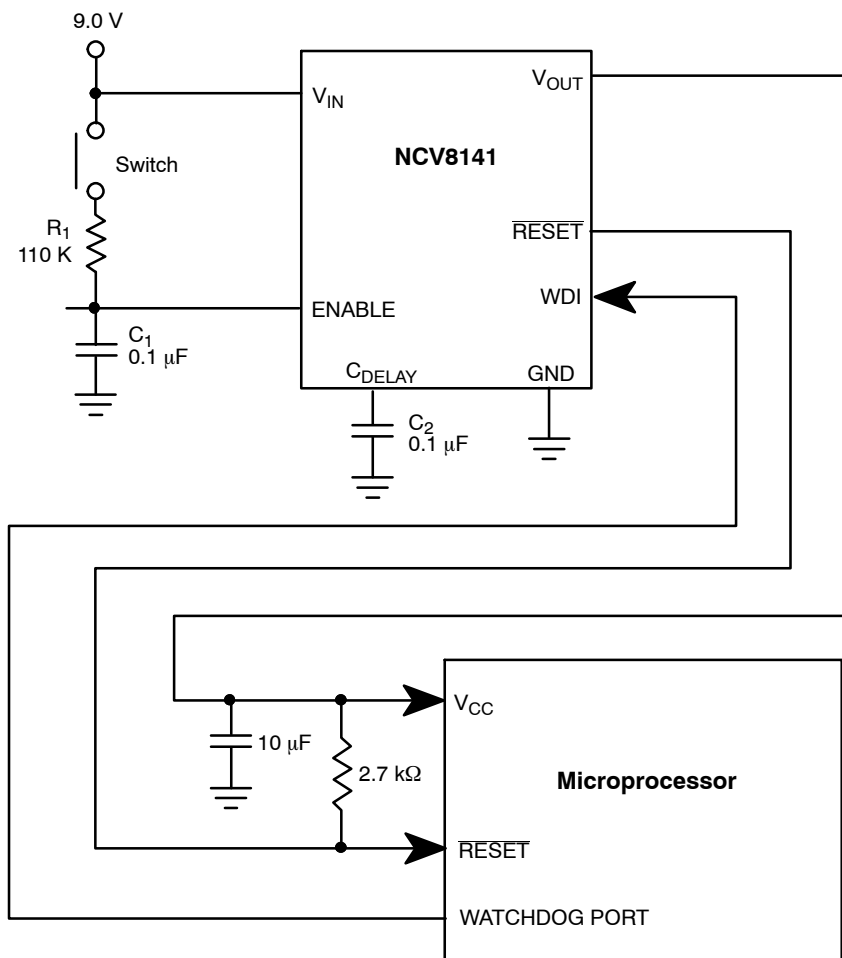 9.0 V
V_IN
V_OUT
NCV8141
Switch
R_1
110 K
RESET
WDI
ENABLE
C_1
0.1 μF
C_DELAY
GND
C_2
0.1 μF
V_CC
10 μF
2.7 kΩ
Microprocessor
RESET
WATCHDOG PORT